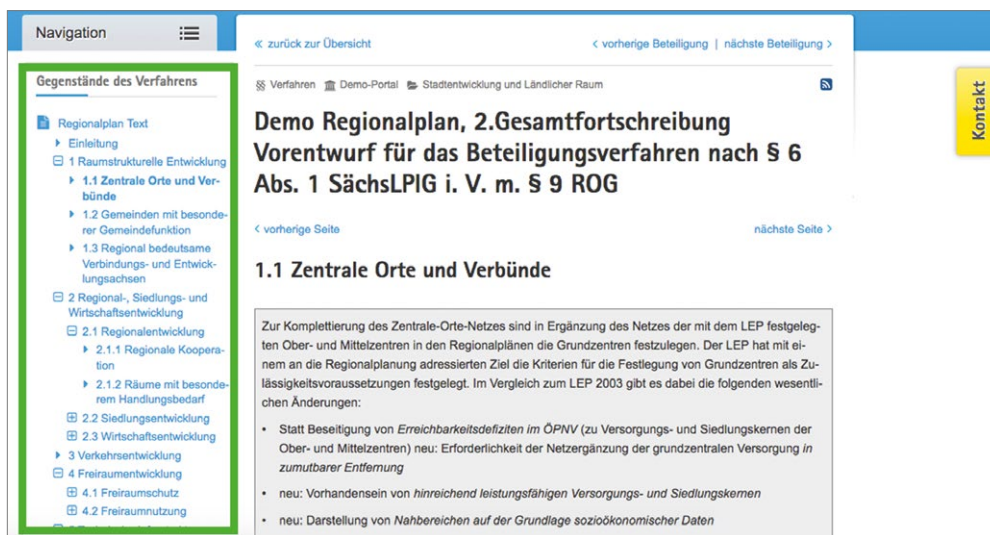 Navigation
Gegenstände des Verfahrens
Regionalplan Text
Einleitung
1 Raumstrukturelle Entwicklung
1.1 Zentrale Orte und Ver-
bünde
1.2 Gemeinden mit besonde-
rer Gemeindefunktion
1.3 Regional bedeutsame
Verbindungs- und Entwick-
lungsachsen
2 Regional-, Siedlungs- und
Wirtschaftsentwicklung
2.1 Regionalentwicklung
2.1.1 Regionale Koopera-
tion
2.1.2 Räume mit besonde-
rem Handlungsbedarf
2.2 Siedlungsentwicklung
2.3 Wirtschaftsentwicklung
3 Verkehrsentwicklung
4 Freiraumentwicklung
4.1 Freiraumschutz
4.2 Freiraumnutzung
« zurück zur Übersicht
‹ vorherige Beteiligung | nächste Beteiligung ›
§§ Verfahren Demo-Portal Stadtentwicklung und Ländlicher Raum
Demo Regionalplan, 2.Gesamtfortschreibung
Vorentwurf für das Beteiligungsverfahren nach § 6
Abs. 1 SächsLPlG i. V. m. § 9 ROG
‹ vorherige Seite
nächste Seite ›
1.1 Zentrale Orte und Verbünde
Zur Komplettierung des Zentrale-Orte-Netzes sind in Ergänzung des Netzes der mit dem LEP festgeleg-
ten Ober- und Mittelzentren in den Regionalplänen die Grundzentren festzulegen. Der LEP hat mit ei-
nem an die Regionalplanung adressierten Ziel die Kriterien für die Festlegung von Grundzentren als Zu-
lässigkeitsvoraussetzungen festgelegt. Im Vergleich zum LEP 2003 gibt es dabei die folgenden wesentli-
chen Änderungen:
• Statt Beseitigung von Erreichbarkeitsdefiziten im ÖPNV (zu Versorgungs- und Siedlungskernen der
Ober- und Mittelzentren) neu: Erforderlichkeit der Netzergänzung der grundzentralen Versorgung in
zumutbarer Entfernung
• neu: Vorhandensein von hinreichend leistungsfähigen Versorgungs- und Siedlungskernen
• neu: Darstellung von Nahbereichen auf der Grundlage sozioökonomischer Daten
Kontakt